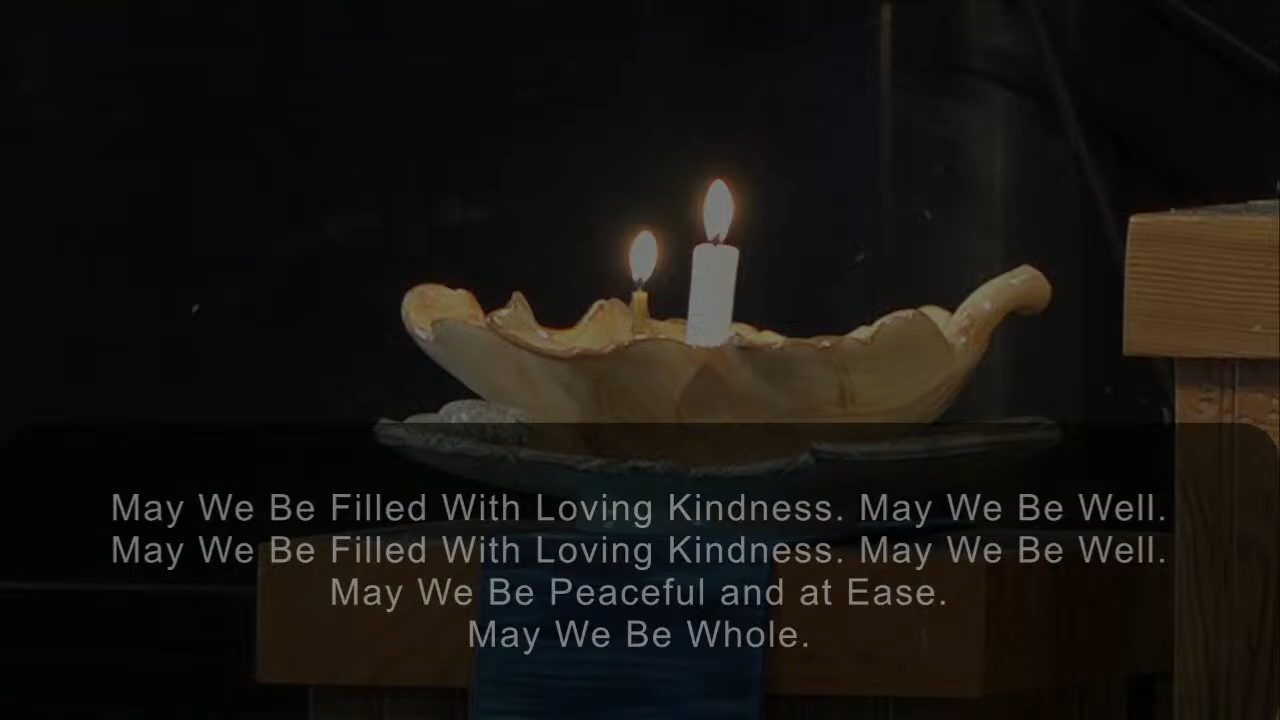 May We Be Filled With Loving Kindness. May We Be Well.
May We Be Filled With Loving Kindness. May We Be Well.
May We Be Peaceful and at Ease.
May We Be Whole.